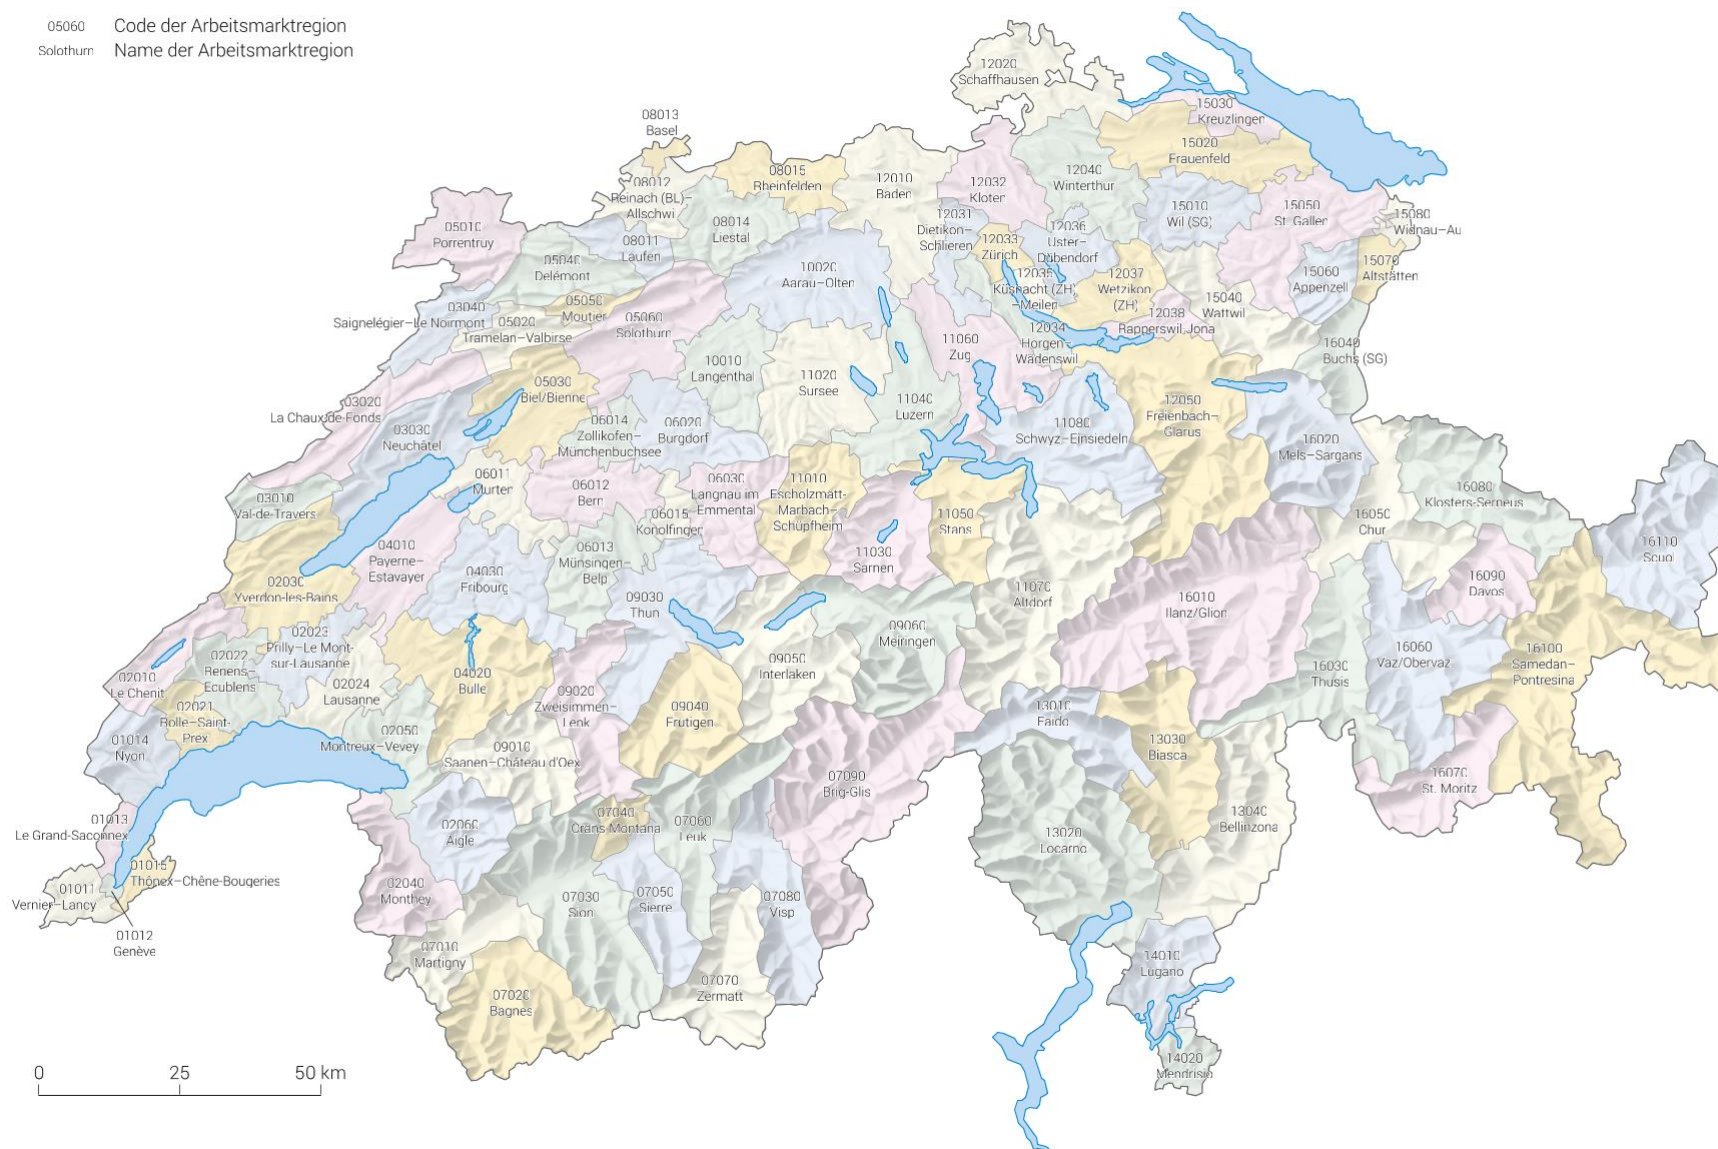 05060 Code der Arbeitsmarktregion
Solothurn Name der Arbeitsmarktregion
12020
Schaffhausen
15030
Kreuzlingen
08013
Basel
15020
Frauenfeld
08015
Rheinfelden
12040
Winterthur
12010
Baden
12032
Kloten
08012
Reinach (BL)–
Allschwi
15010
Wil (SG)
15050
St. Gallen
15080
Widnau–Au
12031
Dietikon–
Schlieren
08014
Liestal
05010
Porrentruy
12036
Uster–
Dübendorf
12033
Zürich
08011
Laufen
15070
Altstätten
05040
Delémont
10020
Aarau–Olten
12035
Küsnacht (ZH)
–Meilen
12037
Wetzikon
(ZH)
15060
Appenzell
03040
Saignelégier–Le Noirmont
05050
Moutier
05020
Tramelan–Valbirse
05060
Solothurn
15040
Wattwil
12038
Rapperswil-Jona
12034
Horgen–
Wädenswil
11060
Zug
16040
Buchs (SG)
10010
Langenthal
11020
Sursee
05030
Biel/Bienne
03020
La Chaux-de-Fonds
11040
Luzern
12050
Freienbach–
Glarus
03030
Neuchâtel
06014
Zollikofen–
Münchenbuchsee
06020
Burgdorf
11080
Schwyz–Einsiedeln
16020
Mels–Sargans
06011
Murten
06012
Bern
06030
Langnau im
Emmental
11010
Escholzmatt-
Marbach–
Schüpfheim
16080
Klosters-Serneus
03010
Val-de-Travers
06015
Konolfingen
11050
Stans
16050
Chur
04010
Payerne–
Estavayer
06013
Münsingen–
Belp
11030
Sarnen
16110
Scuol
02030
Yverdon-les-Bains
04030
Fribourg
09030
Thun
11070
Altdorf
16010
Ilanz/Glion
16090
Davos
02023
Prilly–Le Mont-
sur-Lausanne
09060
Meiringen
02022
Renens–
Ecublens
09050
Interlaken
16060
Vaz/Obervaz
16100
Samedan–
Pontresina
02010
Le Chenit
02024
Lausanne
04020
Bulle
09020
Zweisimmen–
Lenk
16030
Thusis
02021
Rolle–Saint-
Prex
09040
Frutigen
13010
Faido
02050
Montreux–Vevey
01014
Nyon
09010
Saanen–Château d'Oex
13030
Biasca
07090
Brig-Glis
16070
St. Moritz
01013
Le Grand-Saconnex
02060
Aigle
07040
Crans-Montana
07060
Leuk
13040
Bellinzona
13020
Locarno
01015
Thônex–Chêne-Bougeries
01011
Vernier–Lancy
02040
Monthey
07030
Sion
07050
Sierre
07080
Visp
01012
Genève
07010
Martigny
14010
Lugano
07020
Bagnes
07070
Zermatt
14020
Mendrisio
0 25 50 km